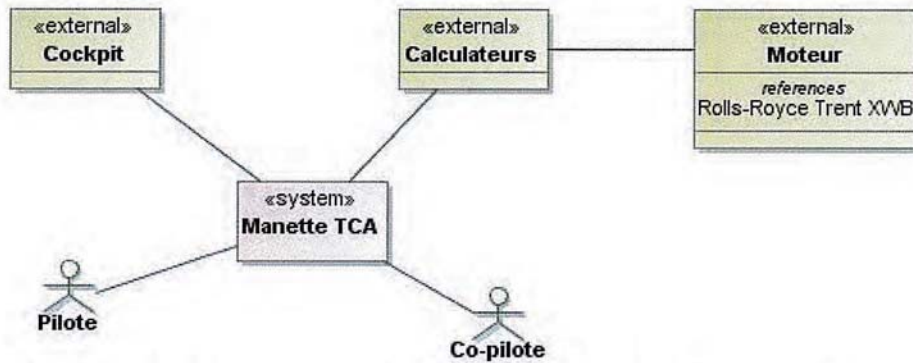 «external»
Cockpit
«external»
Calculateurs
«external»
Moteur
references
Rolls-Royce Trent XWB
«system»
Manette TCA
Pilote
Co-pilote